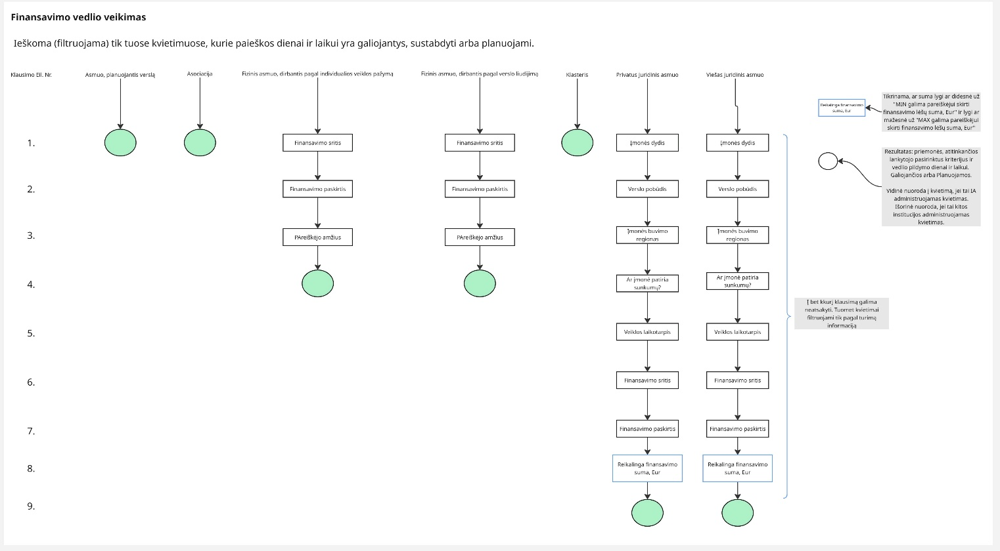 Finansavimo vedlio veikimas
Ieškoma (filtruojama) tik tuose kvietimuose, kurie paieškos dienai ir laikui yra galiojantys, sustabdyti arba planuojami.
Klausimo Eil. Nr.
Asmuo, planuojantis verslą
Asociacija
Fizinis asmuo, dirbantis pagal individualios veiklos pažymą
Fizinis asmuo, dirbantis pagal verslo liudijimą
Klasteris
Privatus juridinis asmuo
Viešas juridinis asmuo
Reikalinga finansavimo
suma, Eur
Tikrinama, ar suma lygi ar didesnė už
"MIN galima pareiškėjui skirti
finansavimo lėšų suma, Eur" ir lygi ar
mažesnė už "MAX galima pareiškėjui
skirti finansavimo lėšų suma, Eur"
1.
Finansavimo sritis
Finansavimo sritis
Įmonės dydis
Įmonės dydis
Rezultatas: priemonės, atitinkančios
lankytojo pasirinktus kriterijus ir
vedlio pildymo dienai ir laikui.
Galiojančios arba Planuojamos.
Vidinė nuoroda į kvietimą, jei tai IA
administruojamas kvietimas.
Išorinė nuoroda, jei tai kitos
institucijos administruojamas
kvietimas.
2.
Finansavimo paskirtis
Finansavimo paskirtis
Verslo pobūdis
Verslo pobūdis
3.
PAreiškėjo amžius
PAreiškėjo amžius
Įmonės buvimo
regionas
Įmonės buvimo
regionas
4.
Ar įmonė patiria
sunkumų?
Ar įmonė patiria
sunkumų?
Į bet kkurį klausimą galima
neatsakyti. Tuomet kvietimai
filtruojami tik pagal turimą
informaciją
5.
Veiklos laikotarpis
Veiklos laikotarpis
6.
Finansavimo sritis
Finansavimo sritis
7.
Finansavimo paskirtis
Finansavimo paskirtis
8.
Reikalinga finansavimo
suma, Eur
Reikalinga finansavimo
suma, Eur
9.